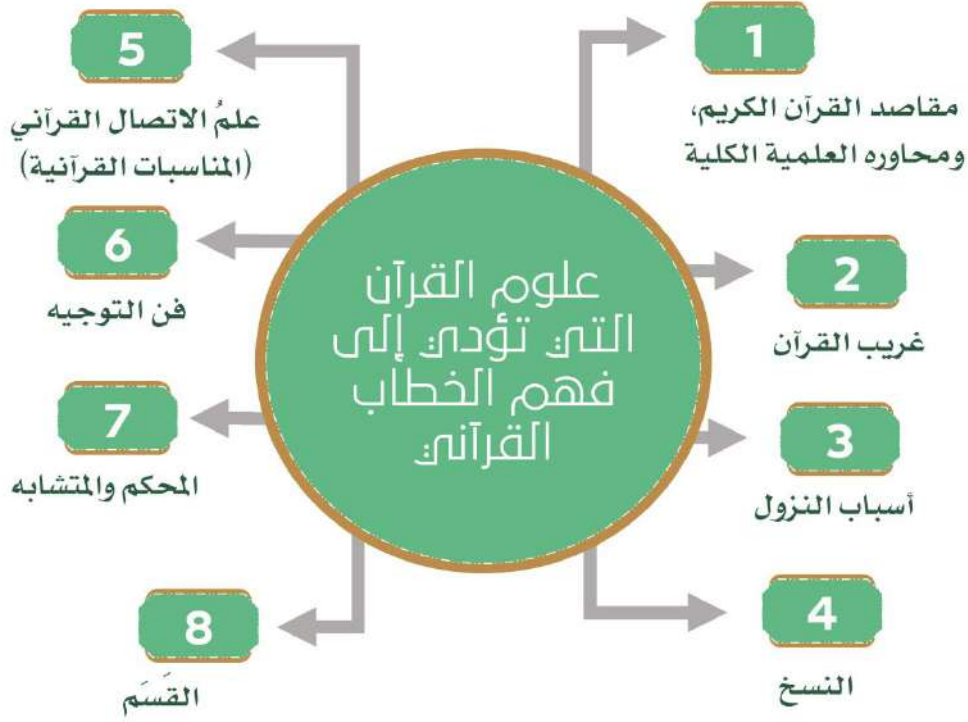 علوم القرآن
التي تؤدي إلى
فهم الخطاب
القرآني
1
مقاصد القرآن الكريم،
ومحاوره العلمية الكلية
2
غريب القرآن
3
أسباب النزول
4
النسخ
5
علمُ الاتصال القرآني
(المناسبات القرآنية)
6
فن التوجيه
7
المحكم والمتشابه
8
القَسَم